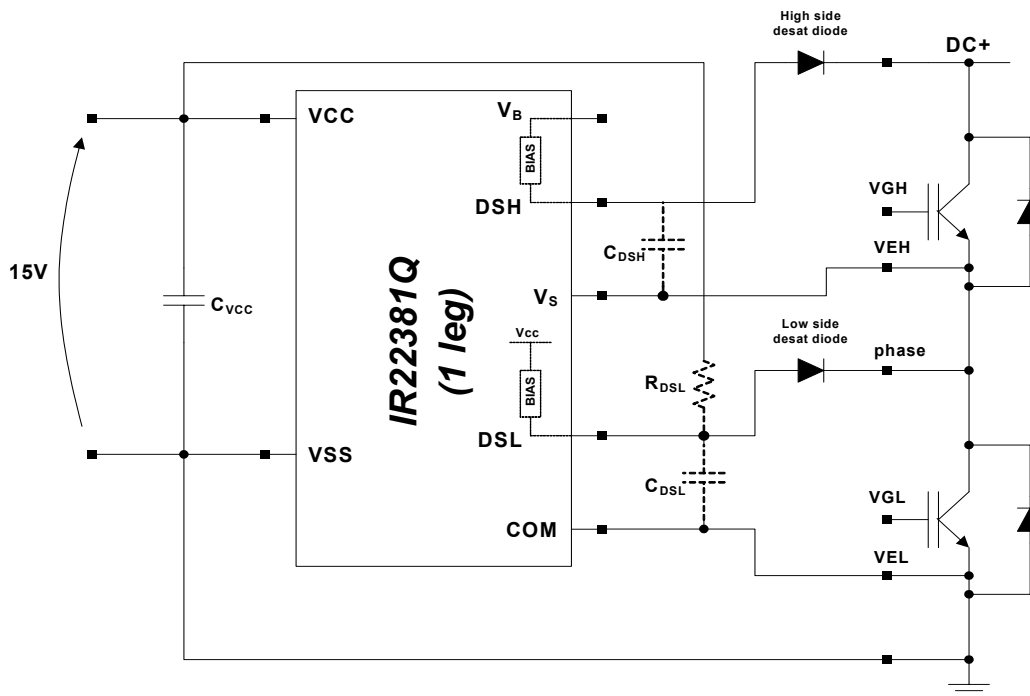 High side
desat diode
DC+
VCC
VB
BIAS
DSH
VGH
CDSH
VEH
15V
CVCC
IR22381Q
(1 leg)
VS
Vcc
Low side
desat diode
phase
RDSL
BIAS
DSL
VSS
CDSL
VGL
COM
VEL